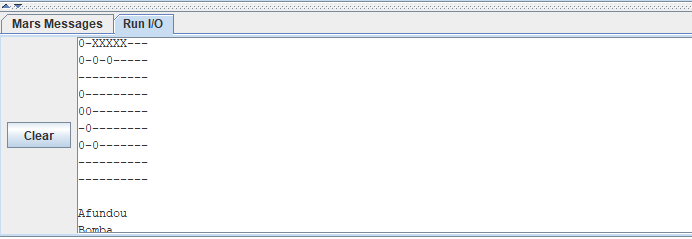 Mars Messages
Run I/O
0-XXXXX---
0-0-0-----
----------
0---------
00--------
-0--------
0-0-------
----------
----------
Clear
Afundou
Bomba